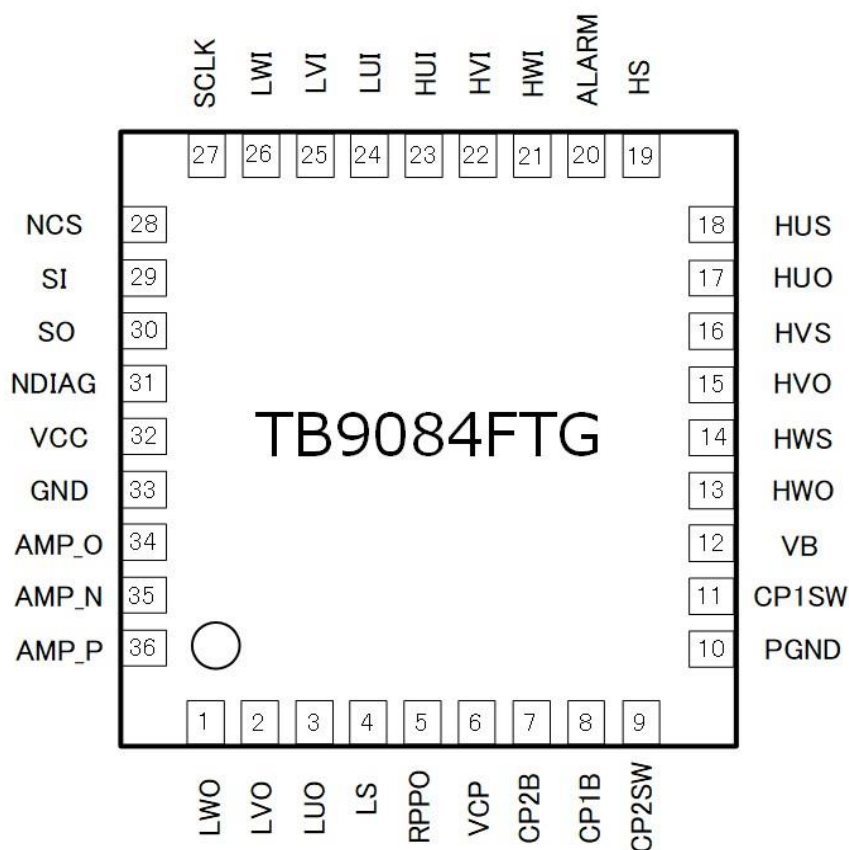 SCLK LWI LVI LUI HUI HVI HWI ALARM HS
27 26 25 24 23 22 21 20 19
NCS 28 18 HUS
SI 29 17 HUO
SO 30 16 HVS
NDIAG 31 15 HVO
VCC 32 TB9084FTG 14 HWS
GND 33 13 HWO
AMP_O 34 12 VB
AMP_N 35 11 CP1SW
AMP_P 36 10 PGND
1 2 3 4 5 6 7 8 9
LWO LVO LUO LS RPPO VCP CP2B CP1B CP2SW